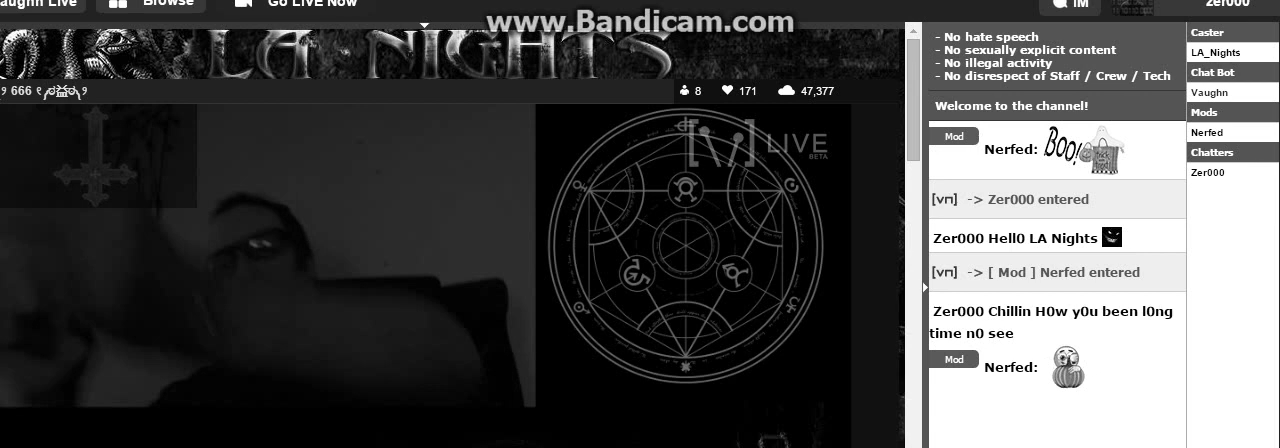 aughn Live
Browse
Go LIVE Now
www.Bandicam.com
IM
zer000
LA NIGHTS
666
8
171
47,377
[V] LIVE
BETA
- No hate speech
- No sexually explicit content
- No illegal activity
- No disrespect of Staff / Crew / Tech
Welcome to the channel!
Mod
Nerfed:
BOO!
-> Zer000 entered
Zer000 Hell0 LA Nights
-> [ Mod ] Nerfed entered
Zer000 Chillin H0w y0u been l0ng
time n0 see
Mod
Nerfed:
Caster
LA_Nights
Chat Bot
Vaughn
Mods
Nerfed
Chatters
Zer000